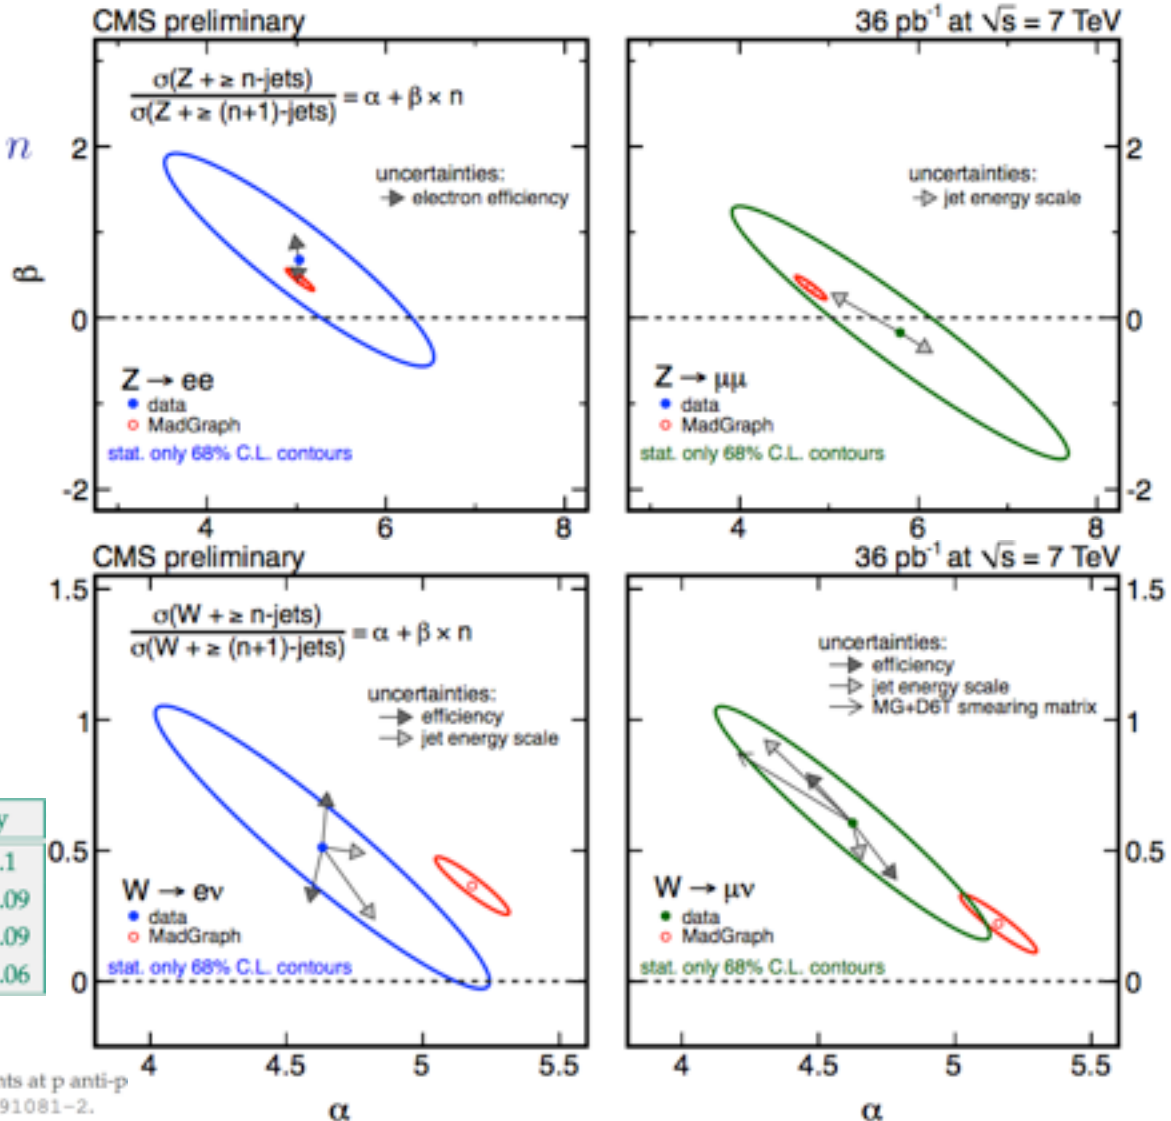 CMS preliminary
36 pb⁻¹ at √s = 7 TeV
σ(Z + ≥ n-jets)
σ(Z + ≥ (n+1)-jets)
= α + β × n
n
2
0
-2
β
uncertainties:
electron efficiency
Z → ee
data
MadGraph
stat. only 68% C.L. contours
4
6
8
uncertainties:
jet energy scale
2
0
-2
Z → μμ
data
MadGraph
stat. only 68% C.L. contours
4
6
8
CMS preliminary
36 pb⁻¹ at √s = 7 TeV
σ(W + ≥ n-jets)
σ(W + ≥ (n+1)-jets)
= α + β × n
uncertainties:
efficiency
jet energy scale
1.5
1
0.5
0
W → eν
data
MadGraph
stat. only 68% C.L. contours
4
4.5
5
5.5
α
uncertainties:
efficiency
jet energy scale
MG+D6T smearing matrix
1.5
1
0.5
0
W → μν
data
MadGraph
stat. only 68% C.L. contours
4
4.5
5
5.5
α
y
.1
.09
.09
.06
nts at p anti-p
91081-2.